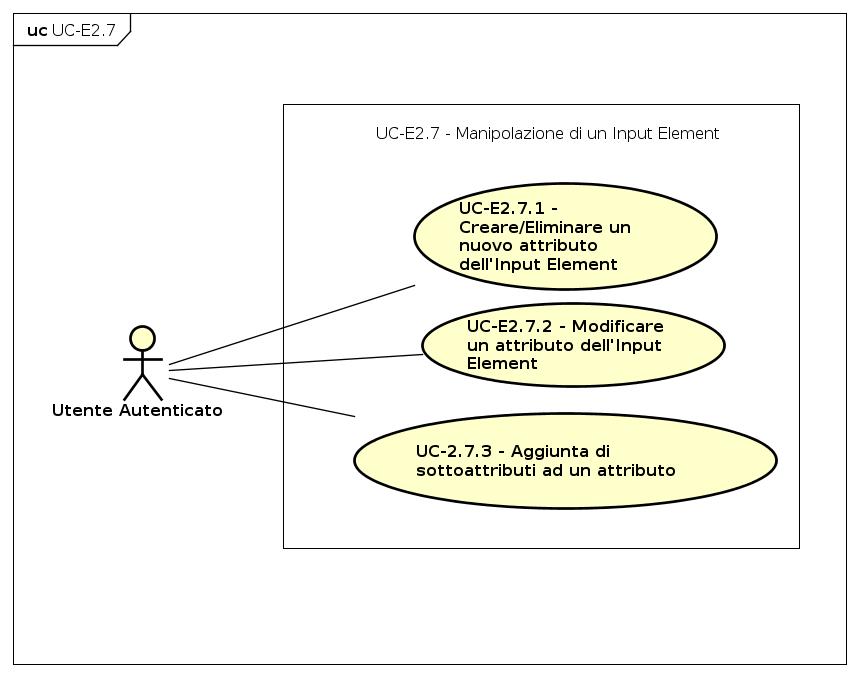 uc UC-E2.7
UC-E2.7 - Manipolazione di un Input Element
UC-E2.7.1 -
Creare/Eliminare un
nuovo attributo
dell'Input Element
UC-E2.7.2 - Modificare
un attributo dell'Input
Element
Utente Autenticato
UC-2.7.3 - Aggiunta di
sottoattributi ad un attributo